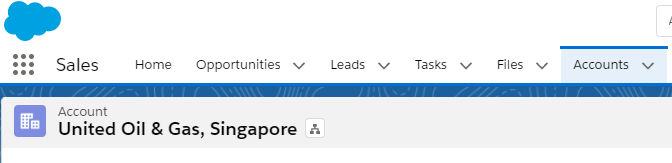 Sales Home Opportunities Leads Tasks Files Accounts
Account
United Oil & Gas, Singapore